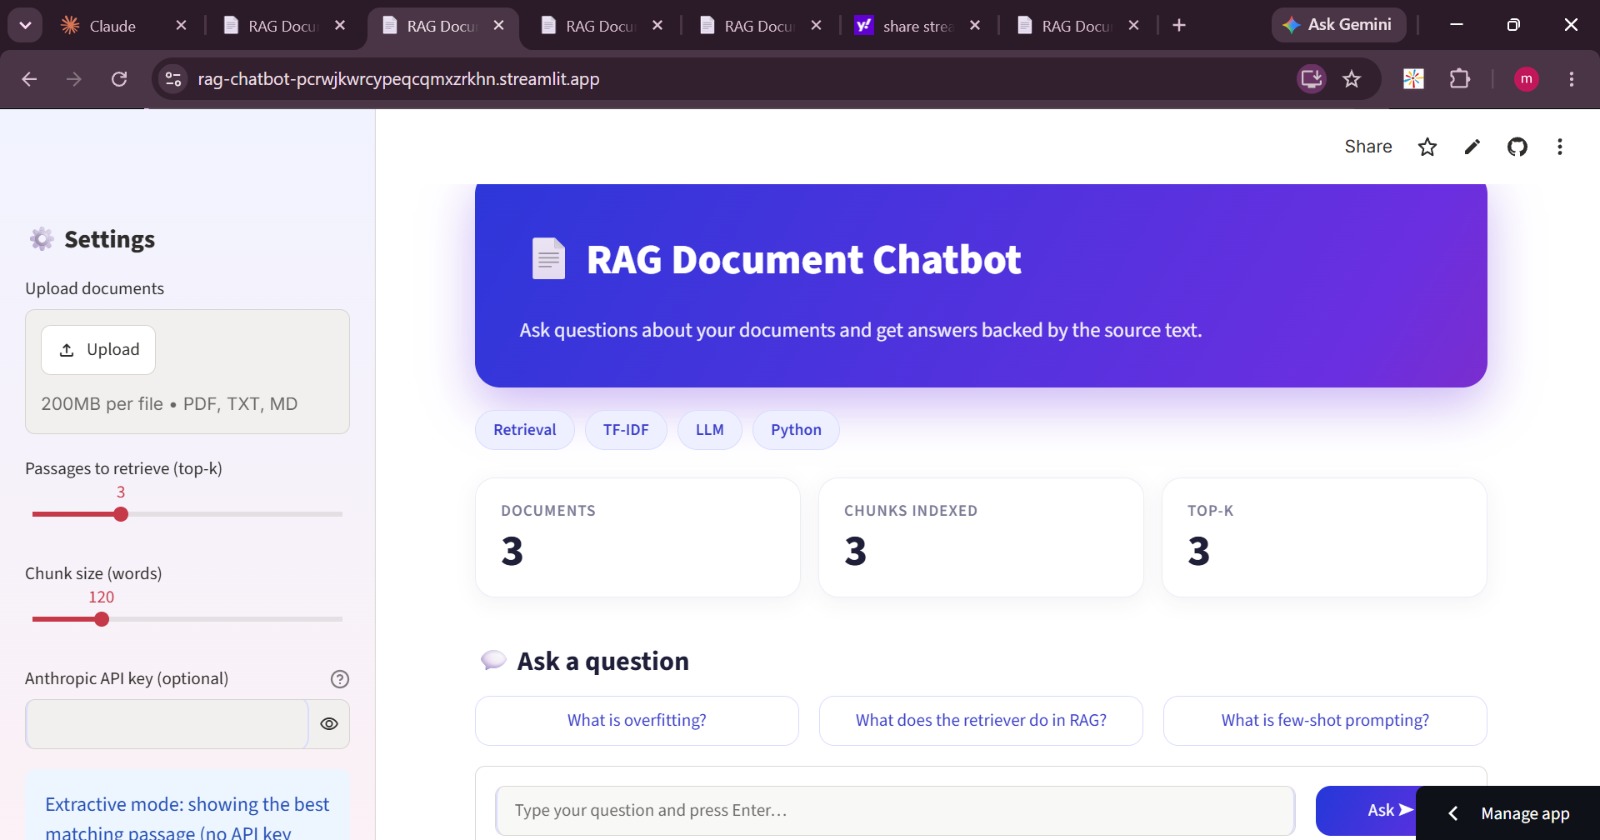 Claude
RAG Docu
RAG Docu
RAG Docu
RAG Docu
y!
share strea
RAG Docu
Ask Gemini
rag-chatbot-pcrwjkwrcypeqcqmxzrkhn.streamlit.app
m
Share
Settings
Upload documents
Upload
200MB per file • PDF, TXT, MD
Passages to retrieve (top-k)
3
Chunk size (words)
120
Anthropic API key (optional)
?
Extractive mode: showing the best
matching passage (no API key
RAG Document Chatbot
Ask questions about your documents and get answers backed by the source text.
Retrieval TF-IDF LLM Python
DOCUMENTS
3
CHUNKS INDEXED
3
TOP-K
3
Ask a question
What is overfitting?
What does the retriever do in RAG?
What is few-shot prompting?
Type your question and press Enter...
Ask ➤
Manage app